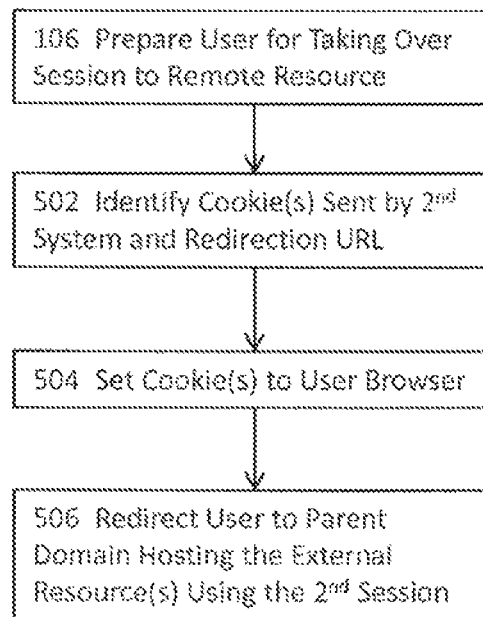 106 Prepare User for Taking Over
Session to Remote Resource
502 Identify Cookie(s) Sent by 2nd
System and Redirection URL
504 Set Cookie(s) to User Browser
506 Redirect User to Parent
Domain Hosting the External
Resource(s) Using the 2nd Session